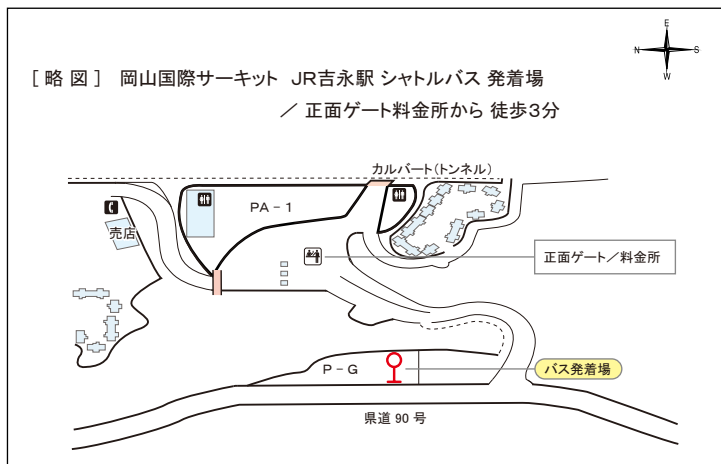 E
N S
W
[ 略 図 ] 岡山国際サーキット JR吉永駅 シャトルバス 発着場
／ 正面ゲート料金所から 徒歩3分
カルバート(トンネル)
PA-1
売店
正面ゲート／料金所
P-G
バス発着場
県道 90 号